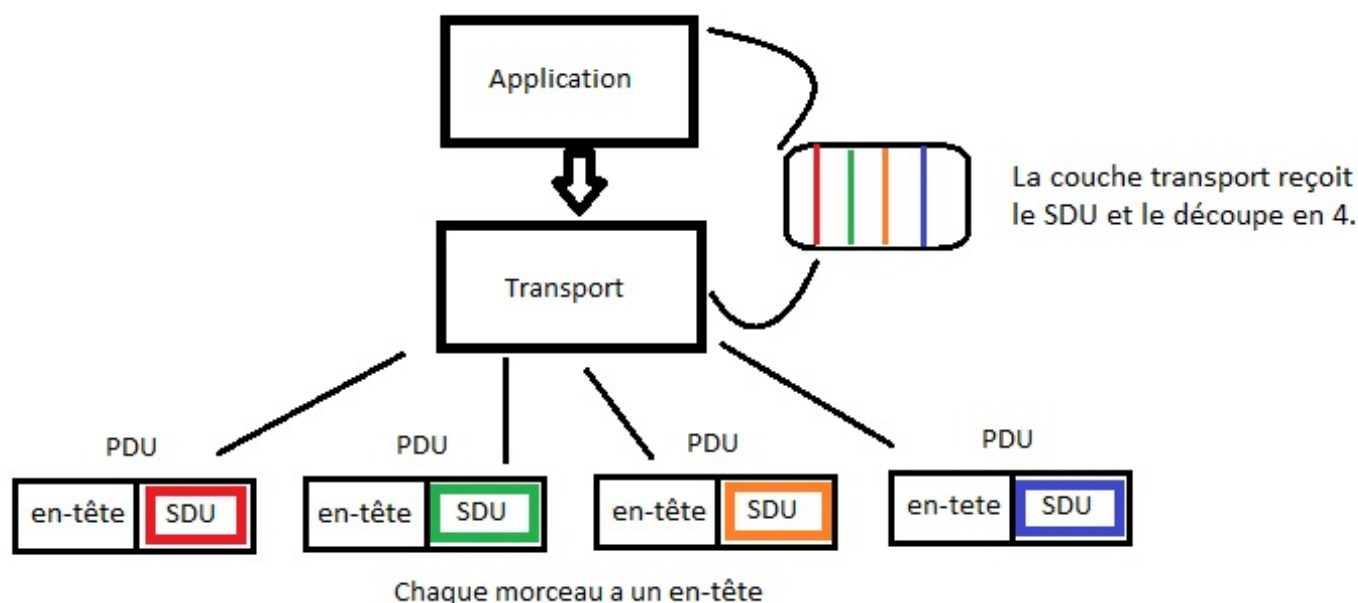 Application
La couche transport reçoit
le SDU et le découpe en 4.
Transport
PDU
PDU
PDU
PDU
en-tête SDU
en-tête SDU
en-tête SDU
en-tete SDU
Chaque morceau a un en-tête